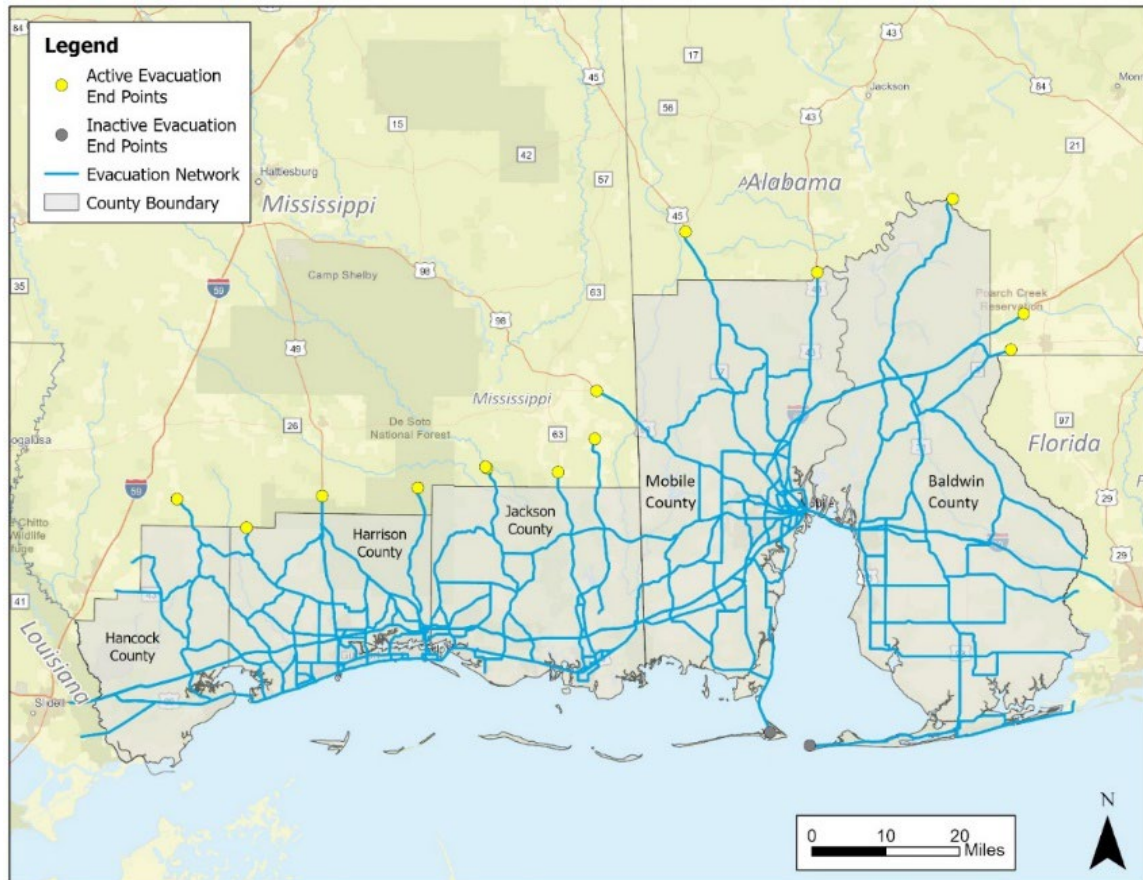 Legend
Active Evacuation
End Points
Inactive Evacuation
End Points
Evacuation Network
County Boundary
84
84
45
17
43
Jackson
84
15
56
43
21
42
Hattiesburg
57
Mississippi
Alabama
45
Camp Shelby
98
35
59
63
Poarch Creek
Reservation
98
49
Mississippi
De Soto
National Forest
26
63
97
Florida
59
Mobile
County
Baldwin
County
29
Jackson
County
Harrison
County
29
41
Hancock
County
Louisiana
Slidell
N
0 10 20
Miles